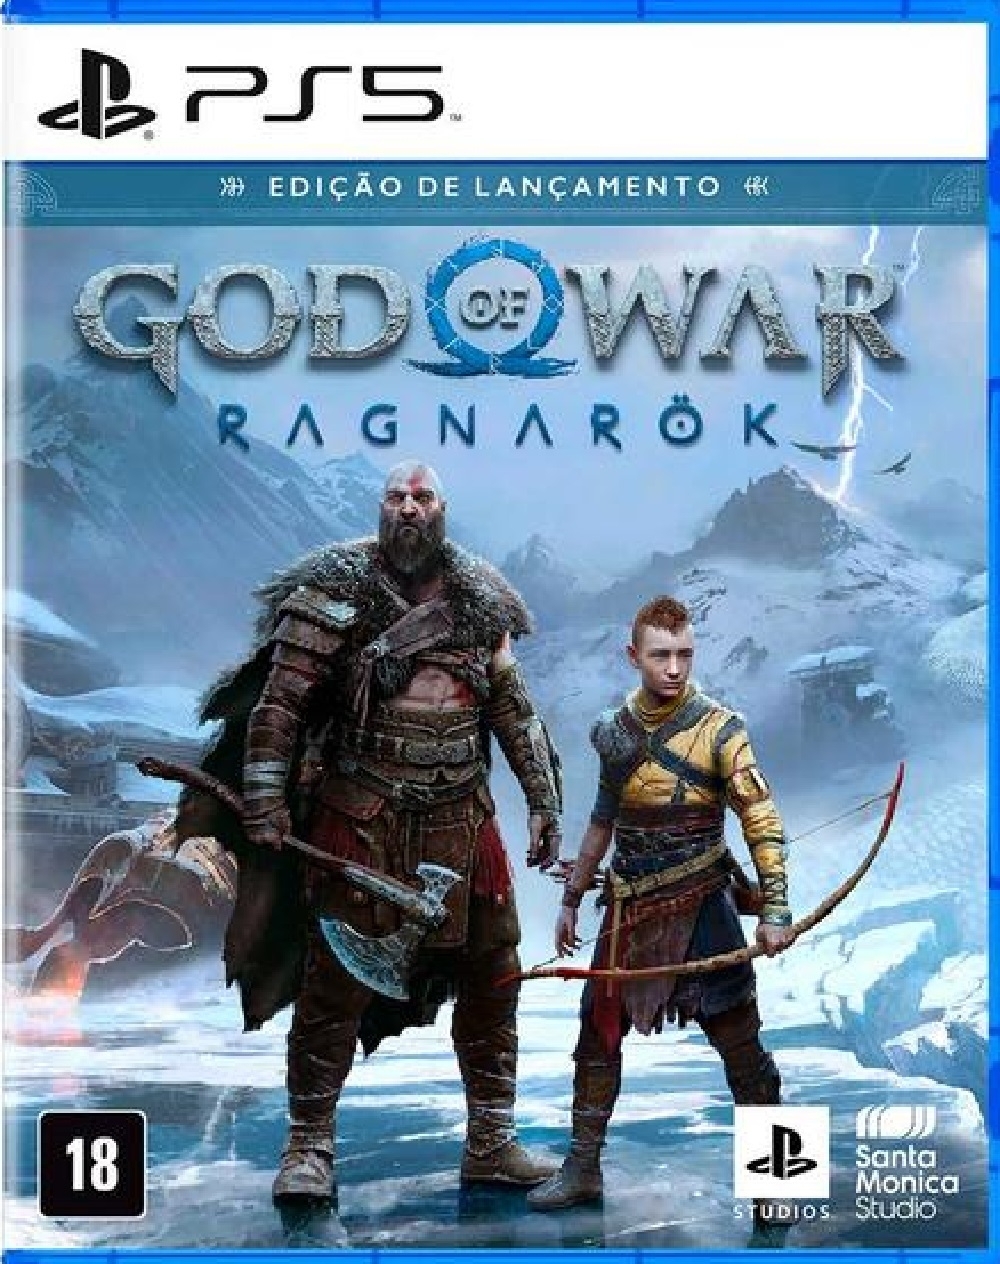 PS5
EDIÇÃO DE LANÇAMENTO
GOD OF WAR
RAGNARÖK
18
STUDIOS
Santa
Monica
Studio